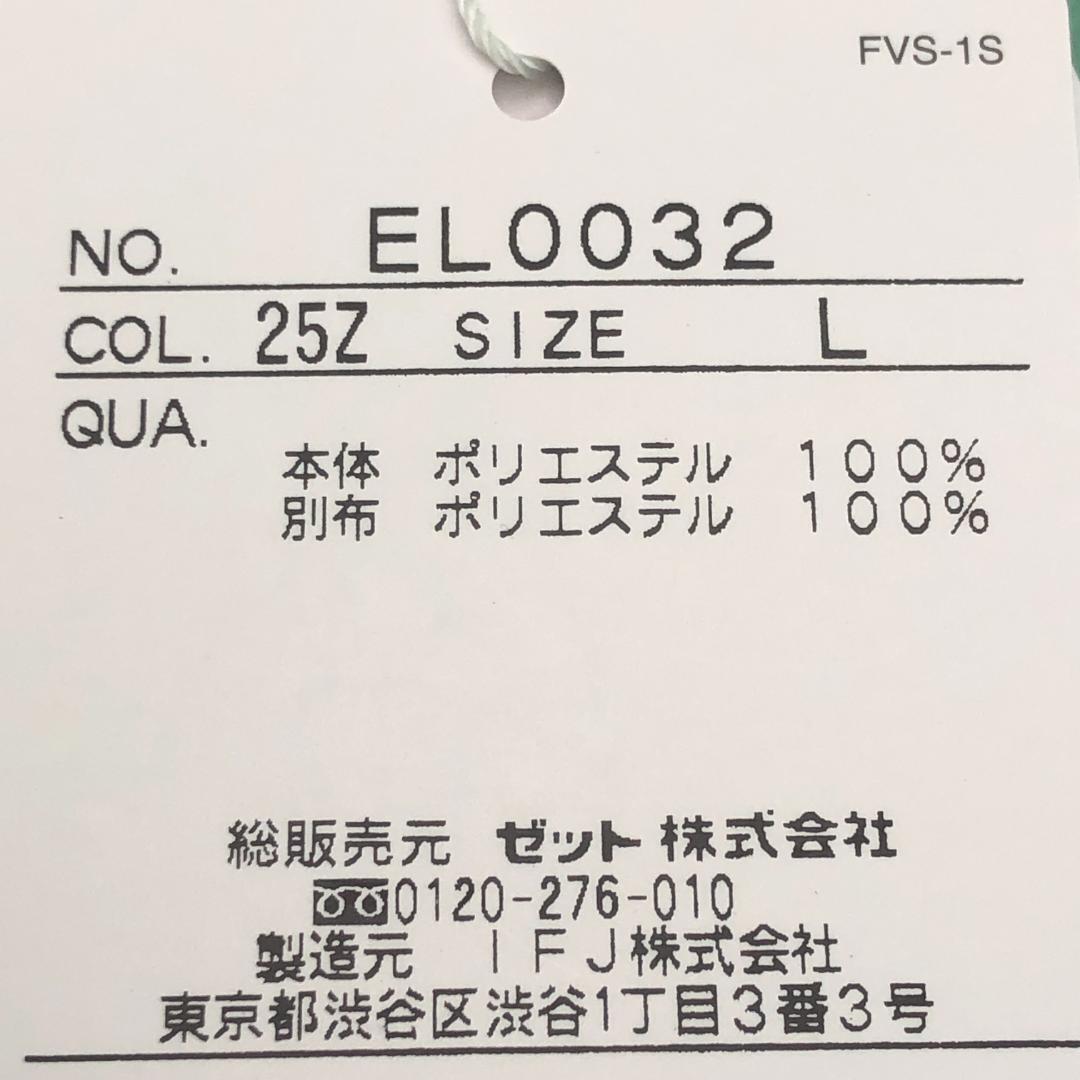 FVS-1S
NO. EL0032
COL. 25Z SIZE L
QUA.
本体 ポリエステル 100%
別布 ポリエステル 100%
総販売元 ゼット株式会社
0120-276-010
製造元 IFJ株式会社
東京都渋谷区渋谷1丁目3番3号